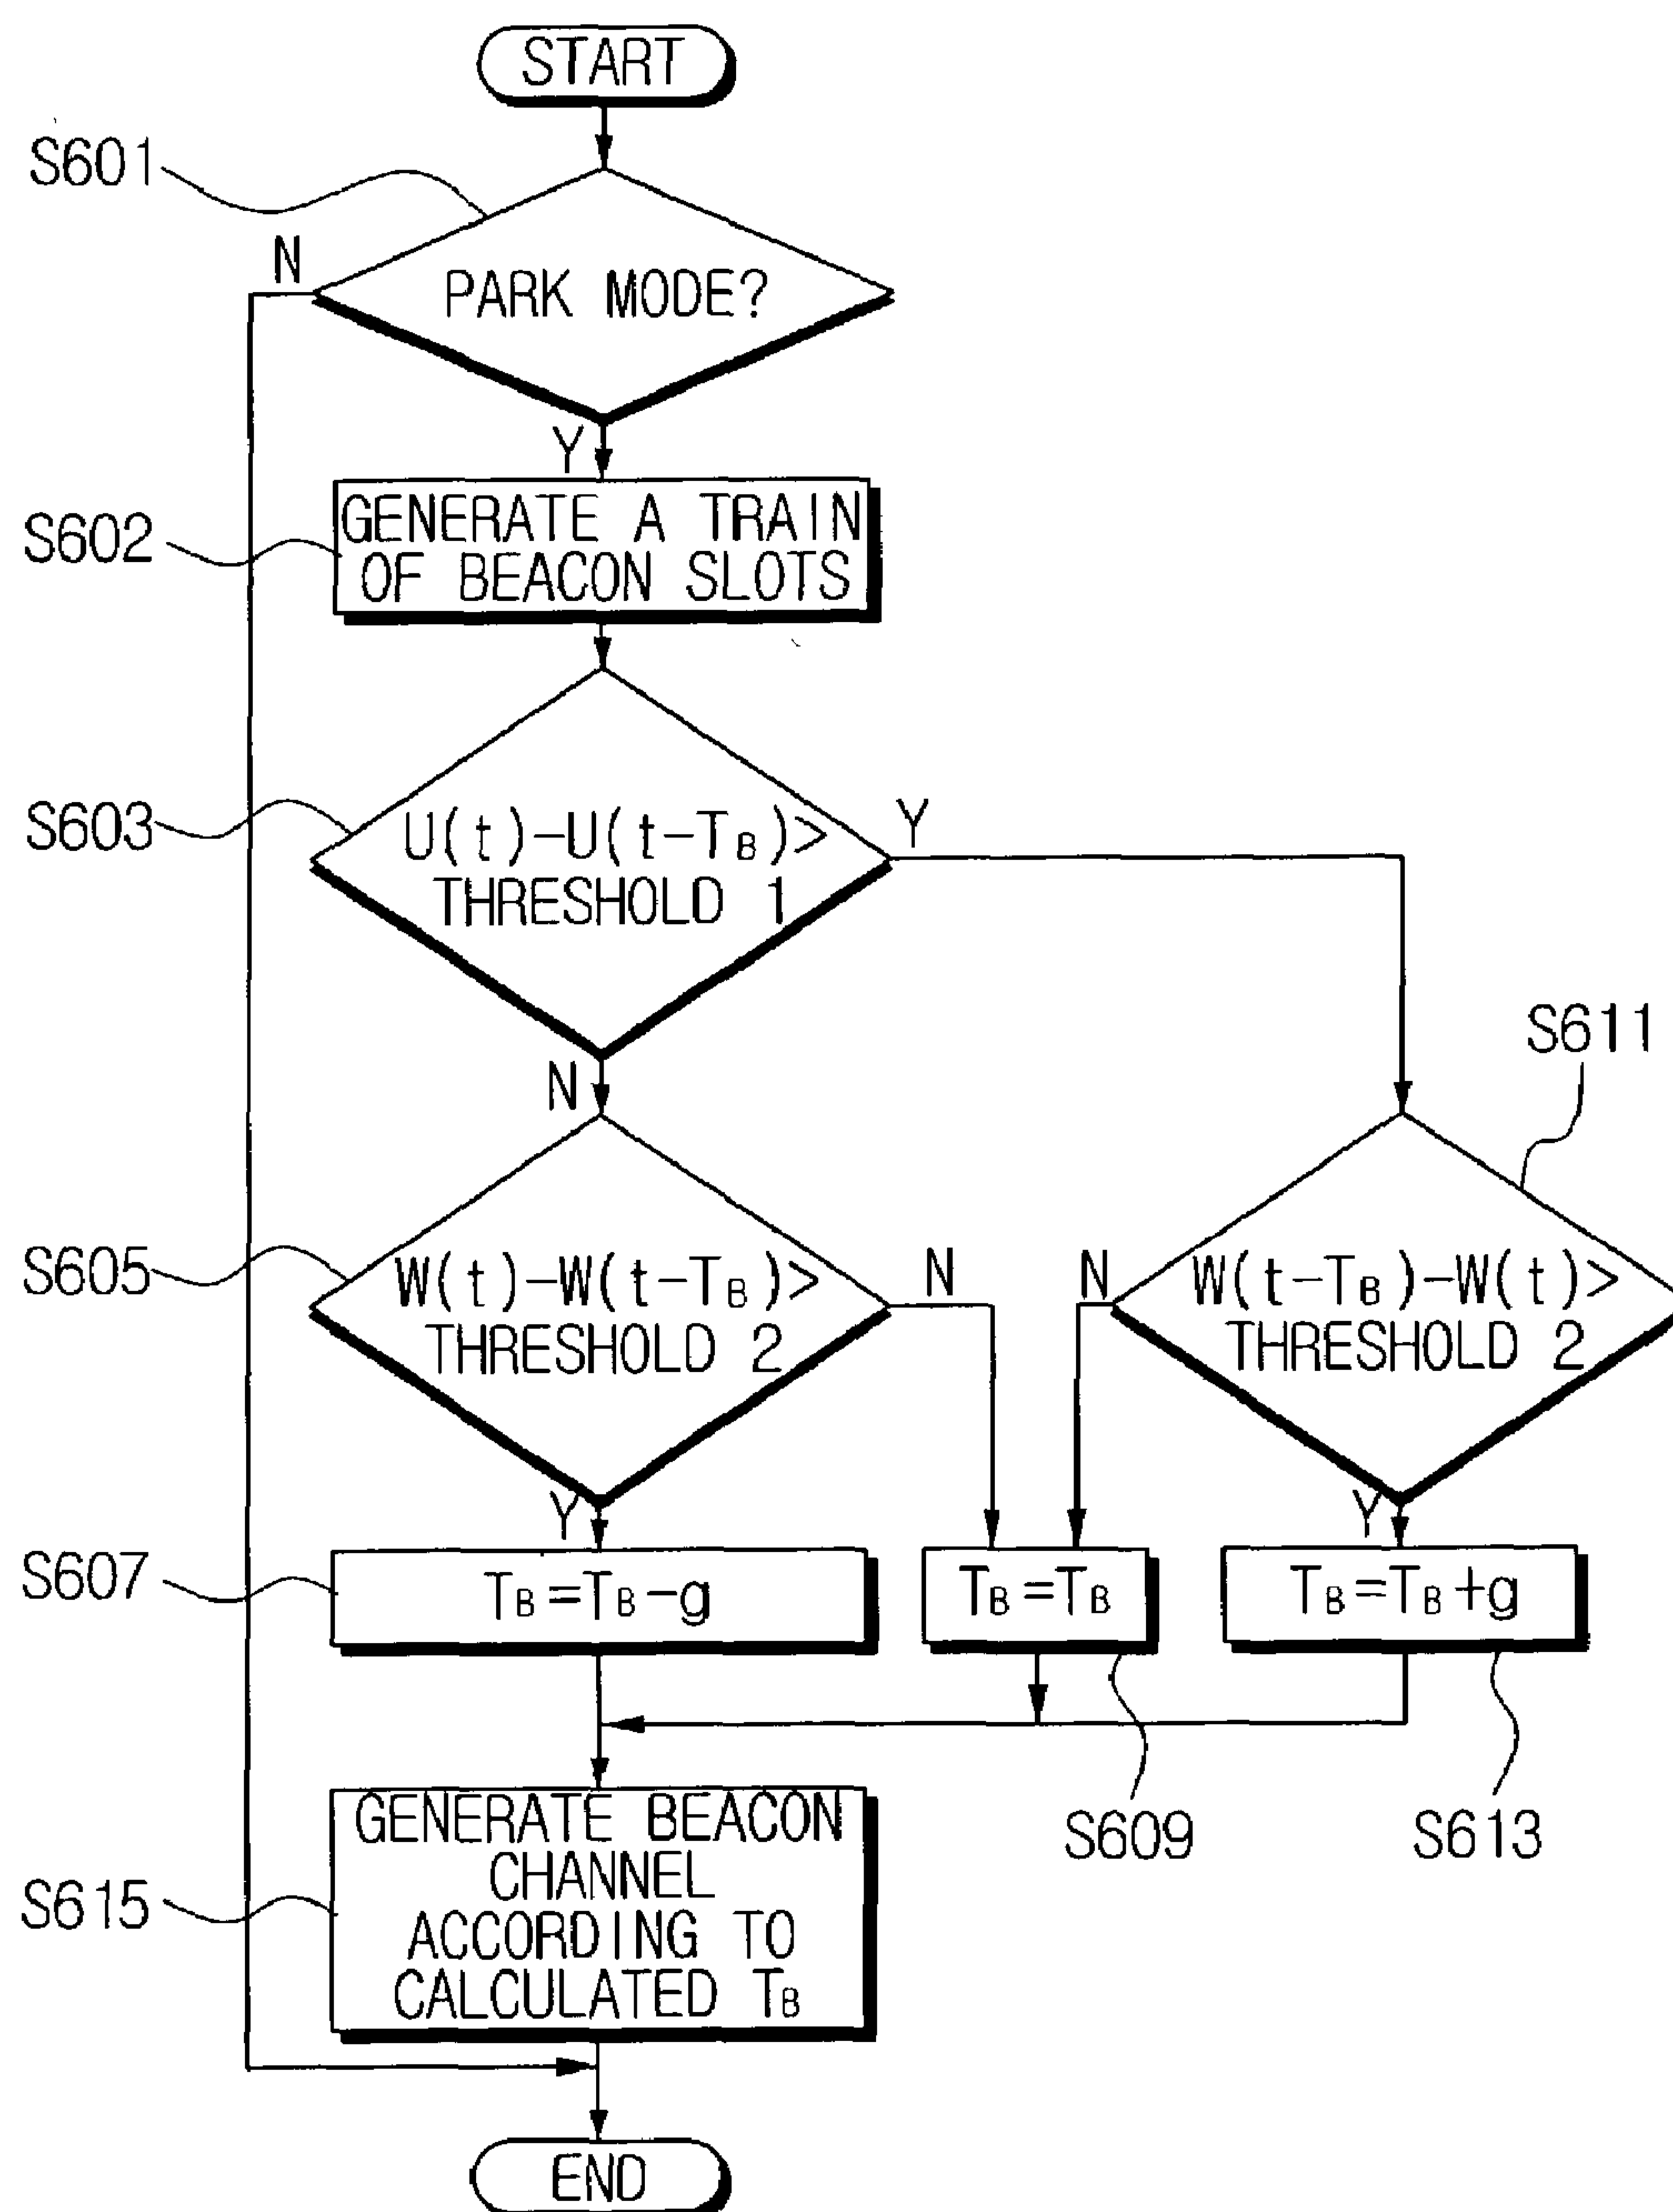 START
S601
N
PARK MODE?
Y
S602
GENERATE A TRAIN
OF BEACON SLOTS
S603
U(t)-U(t-TB)>
THRESHOLD 1
Y
N
S611
S605
W(t)-W(t-TB)>
THRESHOLD 2
N
N
W(t-TB)-W(t)>
THRESHOLD 2
Y
Y
S607
TB=TB-g
TB=TB
TB=TB+g
S609
S613
S615
GENERATE BEACON
CHANNEL
ACCORDING TO
CALCULATED TB
END